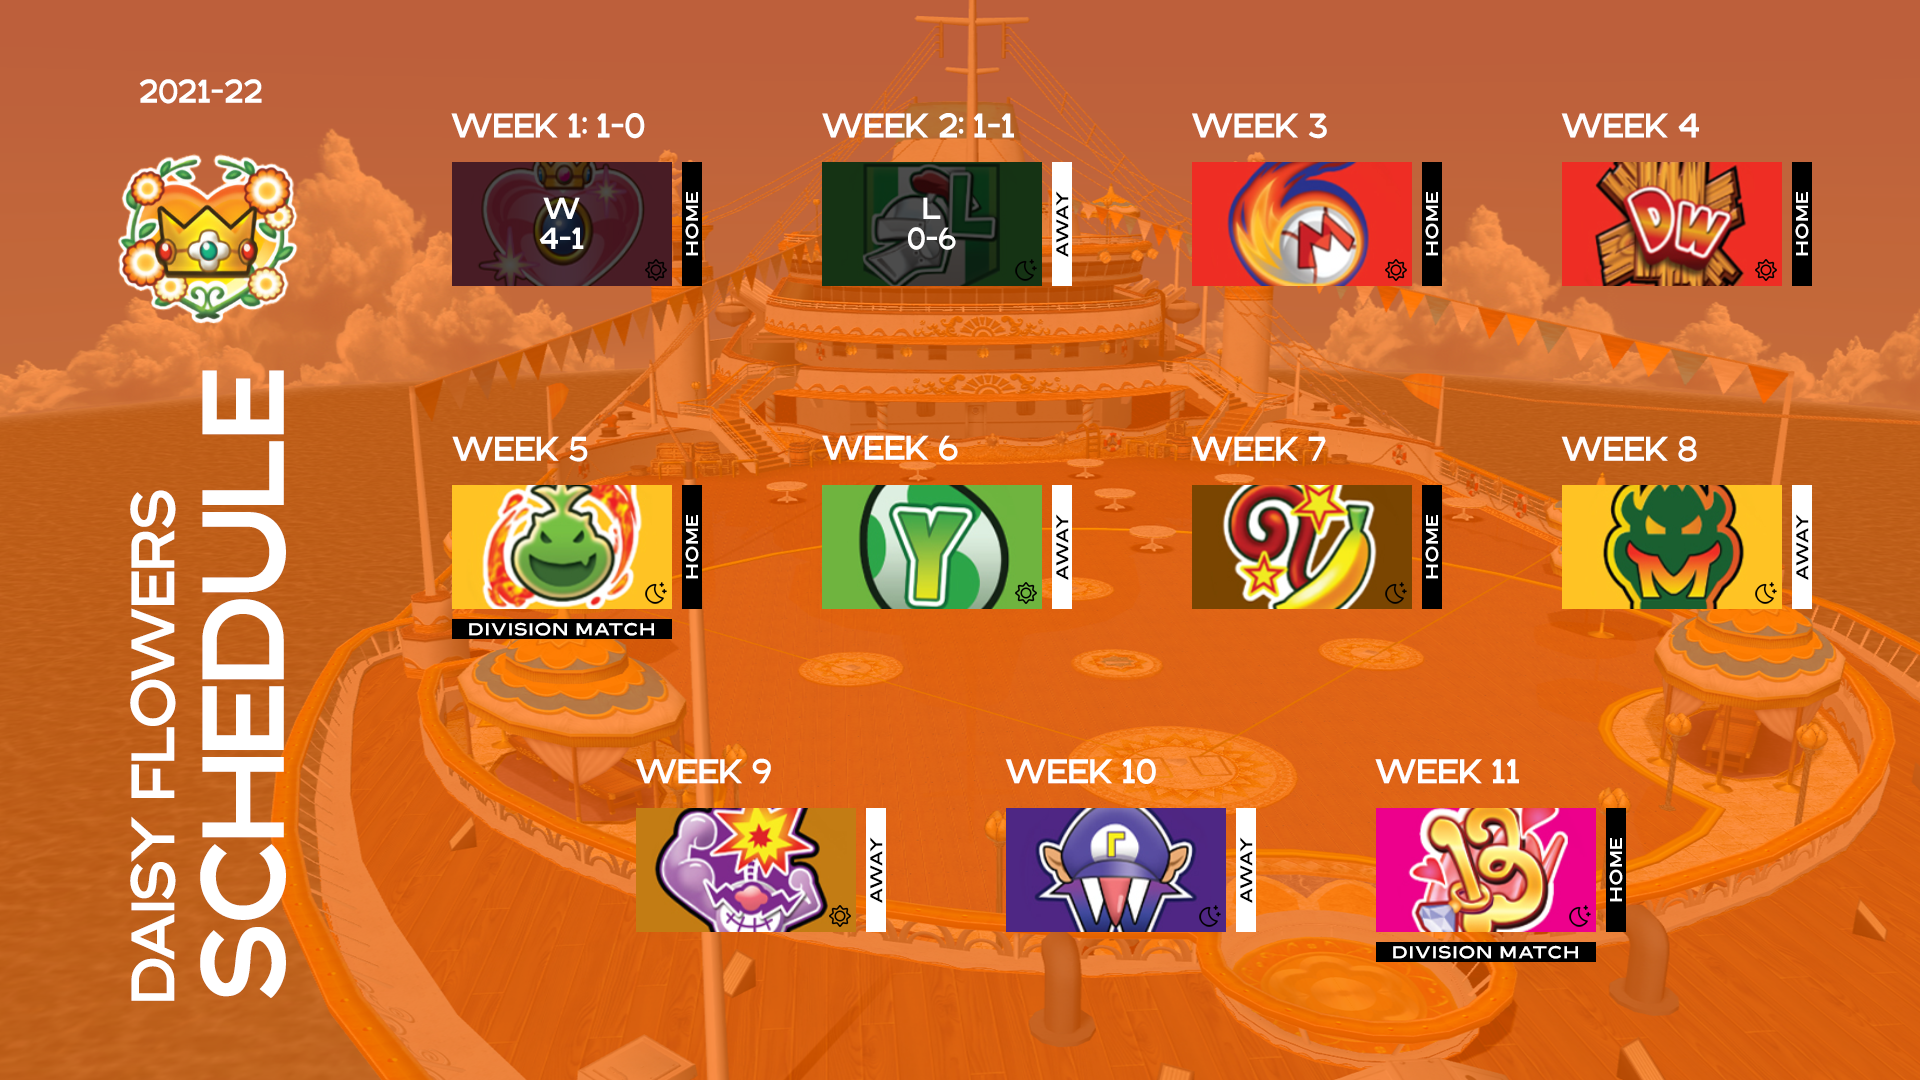 2021-22
DAISY FLOWERS
SCHEDULE
WEEK 1: 1-0
W
4-1
HOME
WEEK 2: 1-1
L
L
0-6
AWAY
WEEK 3
M
HOME
WEEK 4
DW
HOME
WEEK 5
HOME
DIVISION MATCH
WEEK 6
Y
AWAY
WEEK 7
HOME
WEEK 8
M
AWAY
WEEK 9
AWAY
WEEK 10
Γ
W
AWAY
WEEK 11
B
HOME
DIVISION MATCH